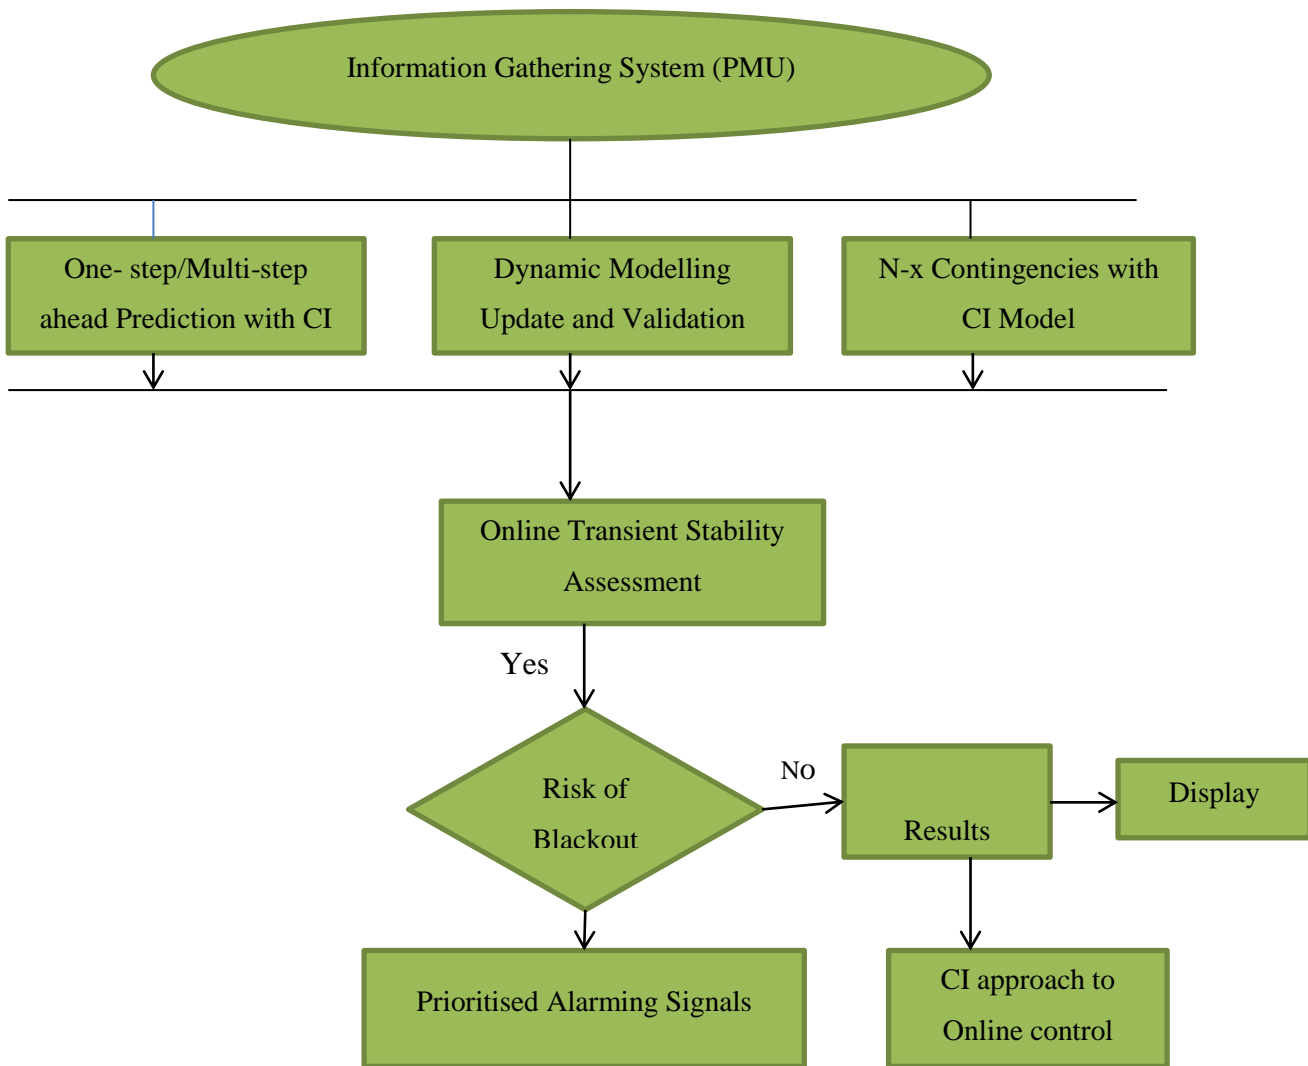 Information Gathering System (PMU)
One- step/Multi-step
ahead Prediction with CI
Dynamic Modelling
Update and Validation
N-x Contingencies with
CI Model
Online Transient Stability
Assessment
Yes
Risk of
Blackout
No
Results
Display
Prioritised Alarming Signals
CI approach to
Online control